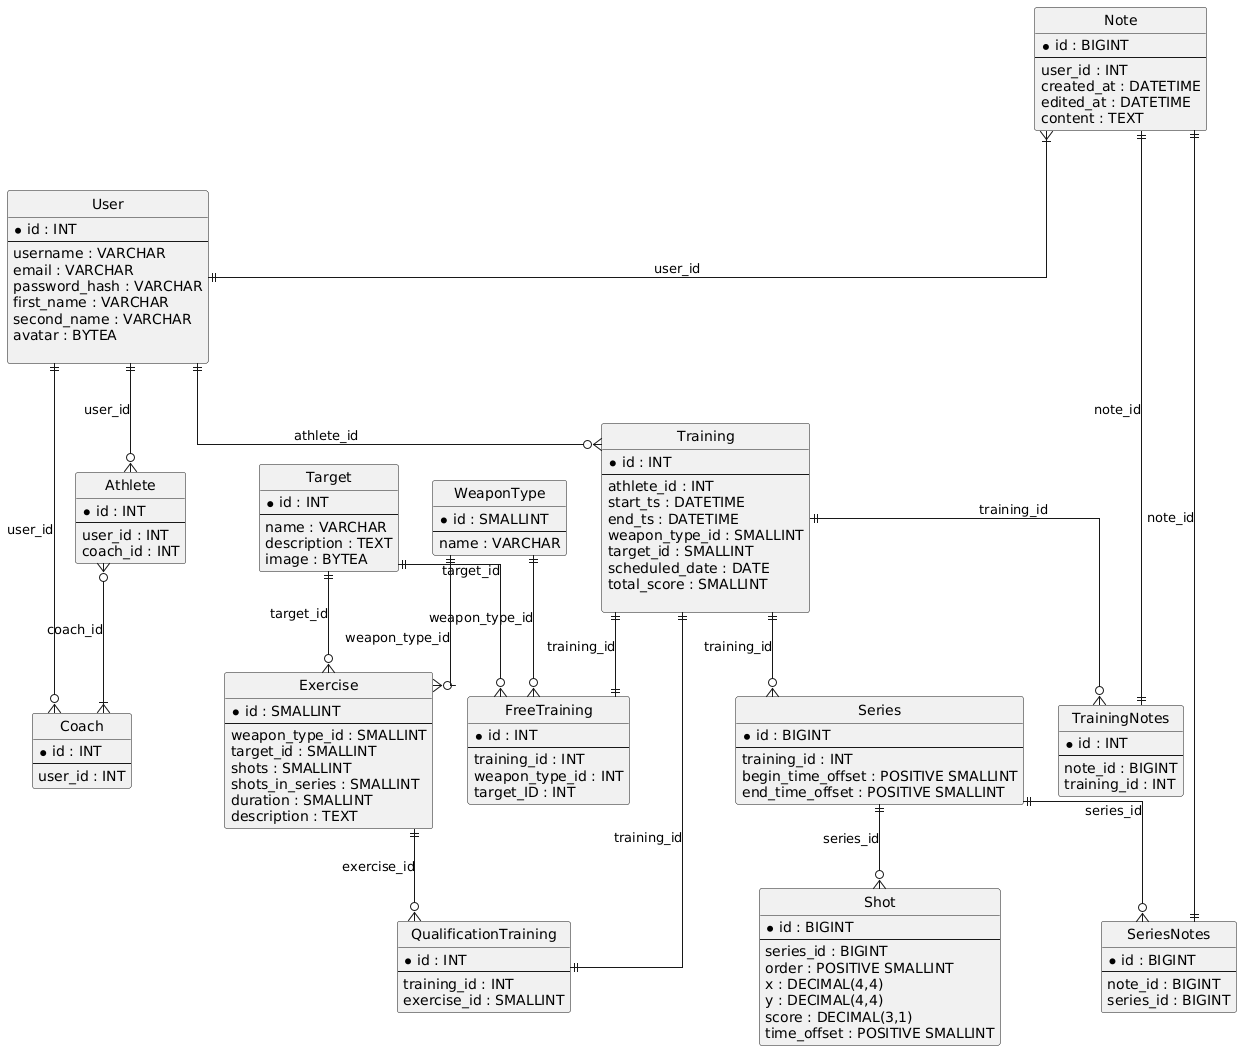 Note
* id : BIGINT
user_id : INT
created_at : DATETIME
edited_at : DATETIME
content : TEXT
User
* id : INT
username : VARCHAR
email : VARCHAR
password_hash : VARCHAR
first_name : VARCHAR
second_name : VARCHAR
avatar : BYTEA
user_id
user_id
athlete_id
note_id
Training
* id : INT
athlete_id : INT
start_ts : DATETIME
end_ts : DATETIME
weapon_type_id : SMALLINT
target_id : SMALLINT
scheduled_date : DATE
total_score : SMALLINT
Athlete
* id : INT
user_id : INT
coach_id : INT
Target
* id : INT
name : VARCHAR
description : TEXT
image : BYTEA
WeaponType
* id : SMALLINT
name : VARCHAR
training_id
note_id
user_id
target_id
target_id
weapon_type_id
coach_id
weapon_type_id
training_id
training_id
Coach
* id : INT
user_id : INT
Exercise
* id : SMALLINT
weapon_type_id : SMALLINT
target_id : SMALLINT
shots : SMALLINT
shots_in_series : SMALLINT
duration : SMALLINT
description : TEXT
FreeTraining
* id : INT
training_id : INT
weapon_type_id : INT
target_ID : INT
Series
* id : BIGINT
training_id : INT
begin_time_offset : POSITIVE SMALLINT
end_time_offset : POSITIVE SMALLINT
TrainingNotes
* id : INT
note_id : BIGINT
training_id : INT
series_id
training_id
series_id
exercise_id
QualificationTraining
* id : INT
training_id : INT
exercise_id : SMALLINT
Shot
* id : BIGINT
series_id : BIGINT
order : POSITIVE SMALLINT
x : DECIMAL(4,4)
y : DECIMAL(4,4)
score : DECIMAL(3,1)
time_offset : POSITIVE SMALLINT
SeriesNotes
* id : BIGINT
note_id : BIGINT
series_id : BIGINT